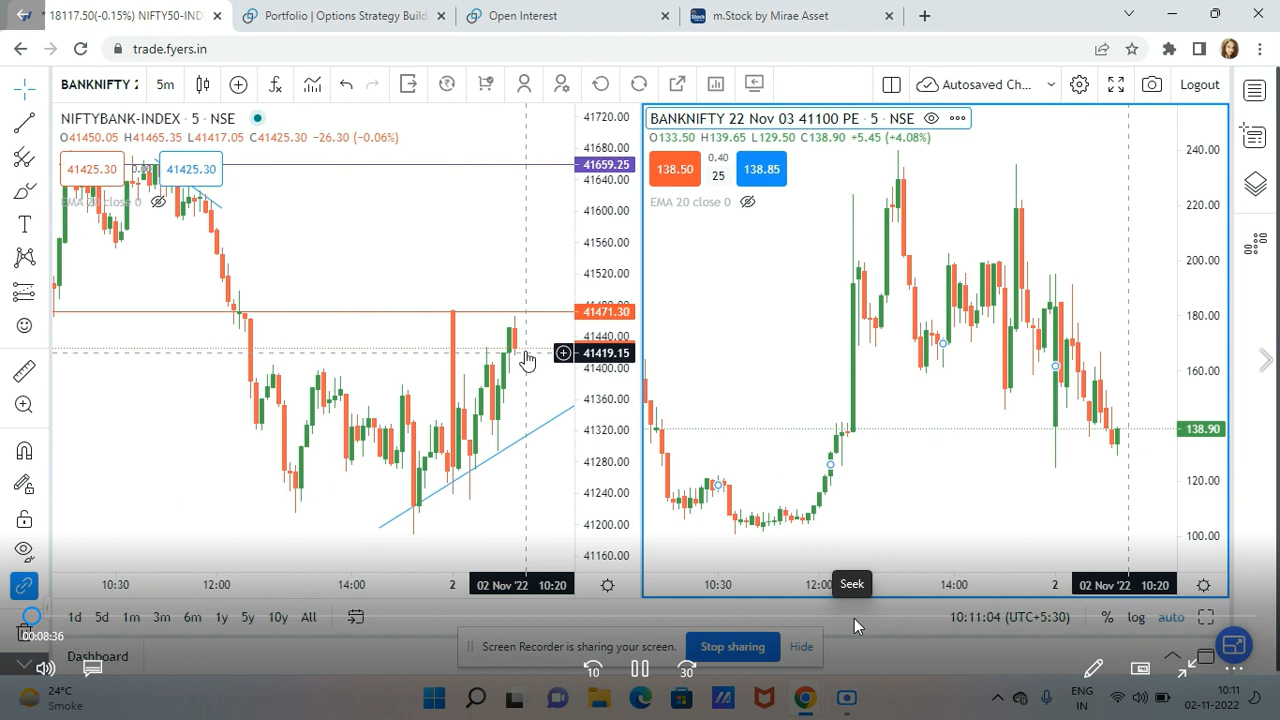 * 18117.50(-0.15%) NIFTY50-IND
Portfolio | Options Strategy Build
Open Interest
m.Stock by Mirae Asset
trade.fyers.in
BANKNIFTY 2
5m
Autosaved Ch...
Logout
NIFTYBANK-INDEX · 5 · NSE
O41450.05 H41465.35 L41417.05 C41425.30 −26.30 (−0.06%)
41425.30
41425.30
EMA 20 close 0
41720.00
41680.00
41659.25
41640.00
41600.00
41560.00
41520.00
41480.00
41471.30
41440.00
41419.15
41400.00
41360.00
41320.00
41280.00
41240.00
41200.00
41160.00
10:30
12:00
14:00
2
02 Nov '22 10:20
BANKNIFTY 22 Nov 03 41100 PE · 5 · NSE
O133.50 H139.65 L129.50 C138.90 +5.45 (+4.08%)
138.50
0.40
25
138.85
EMA 20 close 0
240.00
220.00
200.00
180.00
160.00
138.90
120.00
100.00
10:30
12:00
14:00
2
02 Nov '22 10:20
Seek
1d 5d 1m 3m 6m 1y 5y 10y All
10:11:04 (UTC+5:30)
% log auto
00:08:36
Dashboard
Screen Recorder is sharing your screen.
Stop sharing
Hide
10
30
24°C
Smoke
ENG
IN
10:11
02-11-2022